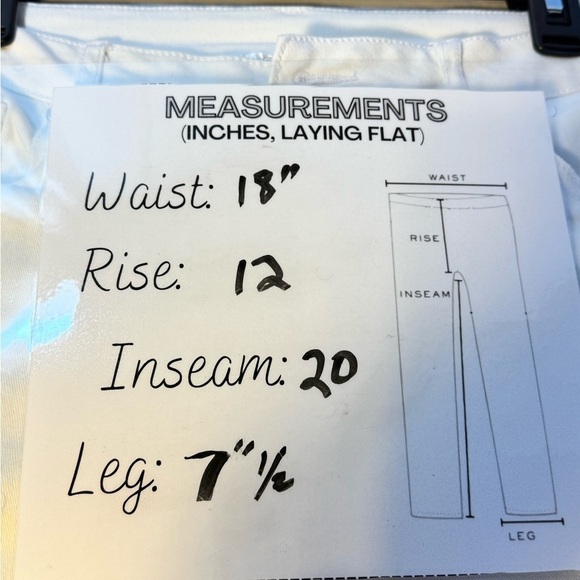 MEASUREMENTS
(INCHES, LAYING FLAT)
Waist: 18"
Rise: 12
Inseam: 20
Leg: 7" 1/2
WAIST
RISE
INSEAM
LEG